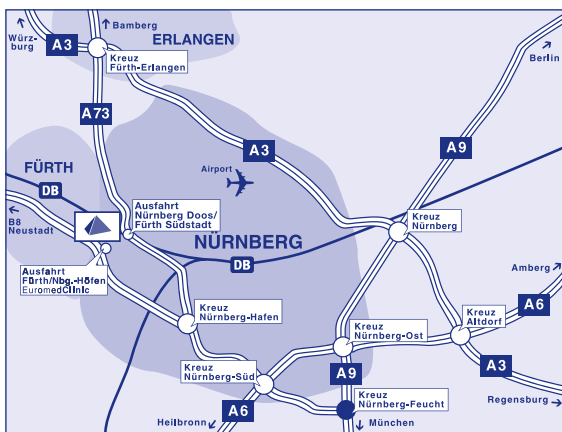 Würz-
burg
A3
Bamberg
ERLANGEN
Kreuz
Fürth-Erlangen
Berlin
A73
A3
A9
FÜRTH
DB
Airport
B8
Neustadt
Ausfahrt
Nürnberg Doos/
Fürth Südstadt
NÜRNBERG
Kreuz
Nürnberg
DB
Ausfahrt
Fürth/Nbg.-Höfen
EuromedClinic
Amberg
A6
Kreuz
Nürnberg-Hafen
Kreuz
Altdorf
Kreuz
Nürnberg-Ost
Kreuz
Nürnberg-Süd
A9
A3
Kreuz
Nürnberg-Feucht
Regensburg
A6
Heilbronn
München